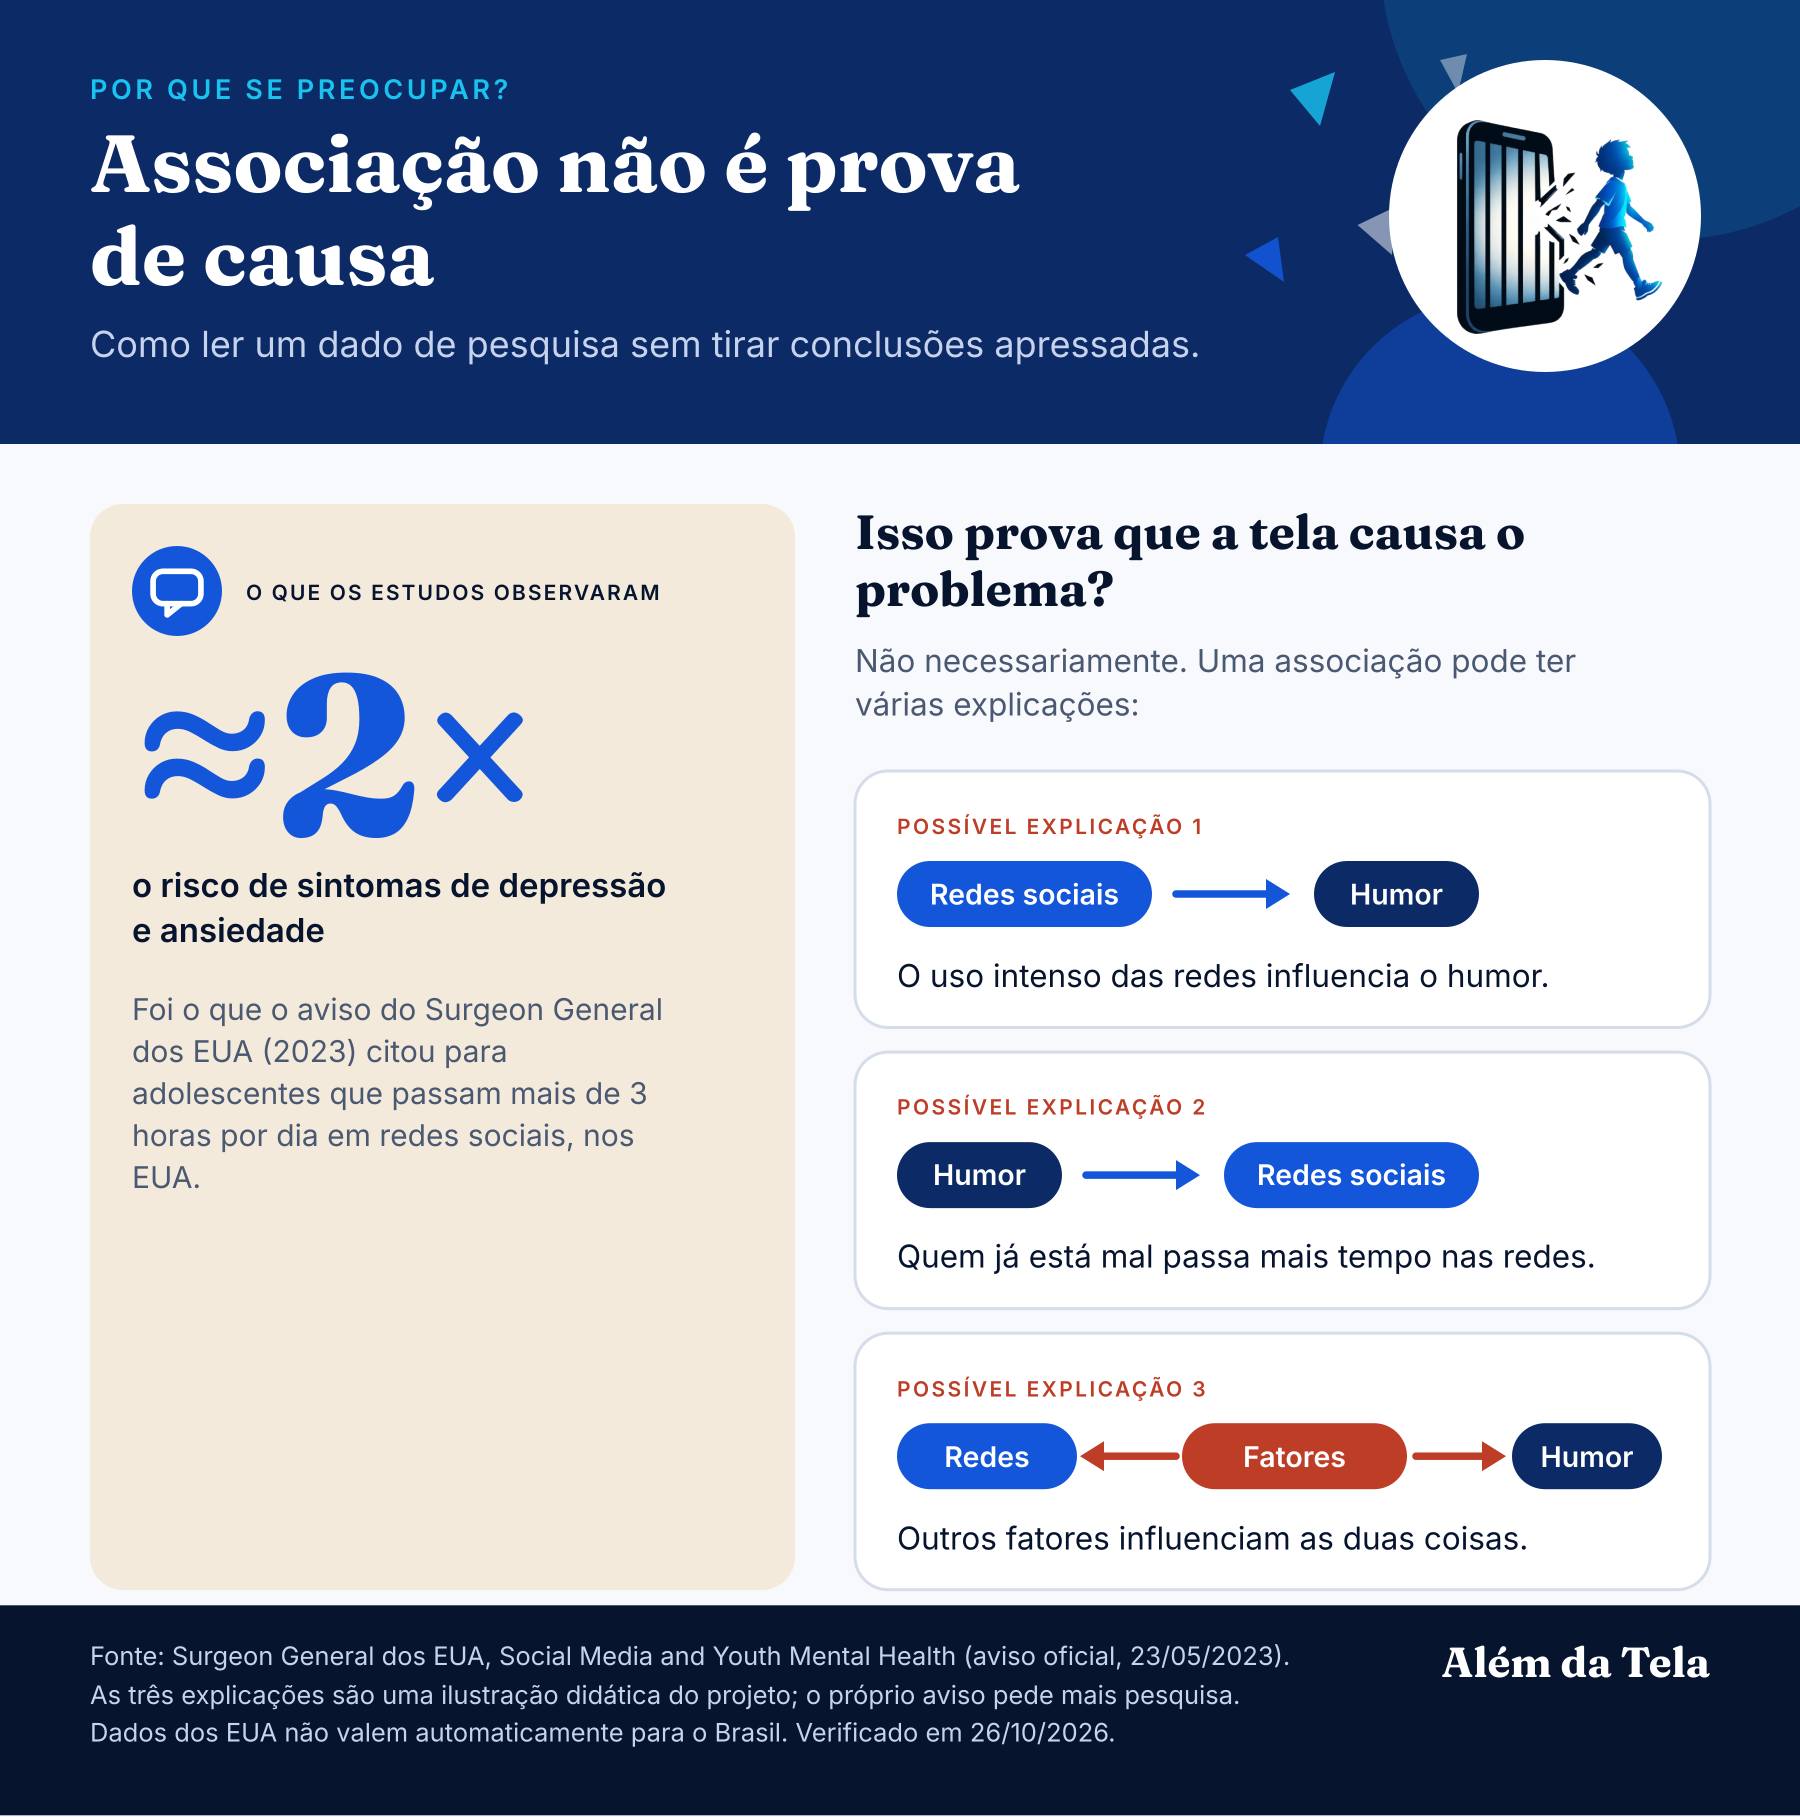 POR QUE SE PREOCUPAR?
Associação não é prova
de causa
Como ler um dado de pesquisa sem tirar conclusões apressadas.
O QUE OS ESTUDOS OBSERVARAM
≈2×
o risco de sintomas de depressão
e ansiedade
Foi o que o aviso do Surgeon General
dos EUA (2023) citou para
adolescentes que passam mais de 3
horas por dia em redes sociais, nos
EUA.
Isso prova que a tela causa o
problema?
Não necessariamente. Uma associação pode ter
várias explicações:
POSSÍVEL EXPLICAÇÃO 1
Redes sociais
Humor
O uso intenso das redes influencia o humor.
POSSÍVEL EXPLICAÇÃO 2
Humor
Redes sociais
Quem já está mal passa mais tempo nas redes.
POSSÍVEL EXPLICAÇÃO 3
Redes
Fatores
Humor
Outros fatores influenciam as duas coisas.
Fonte: Surgeon General dos EUA, Social Media and Youth Mental Health (aviso oficial, 23/05/2023).
As três explicações são uma ilustração didática do projeto; o próprio aviso pede mais pesquisa.
Dados dos EUA não valem automaticamente para o Brasil. Verificado em 26/10/2026.
Além da Tela